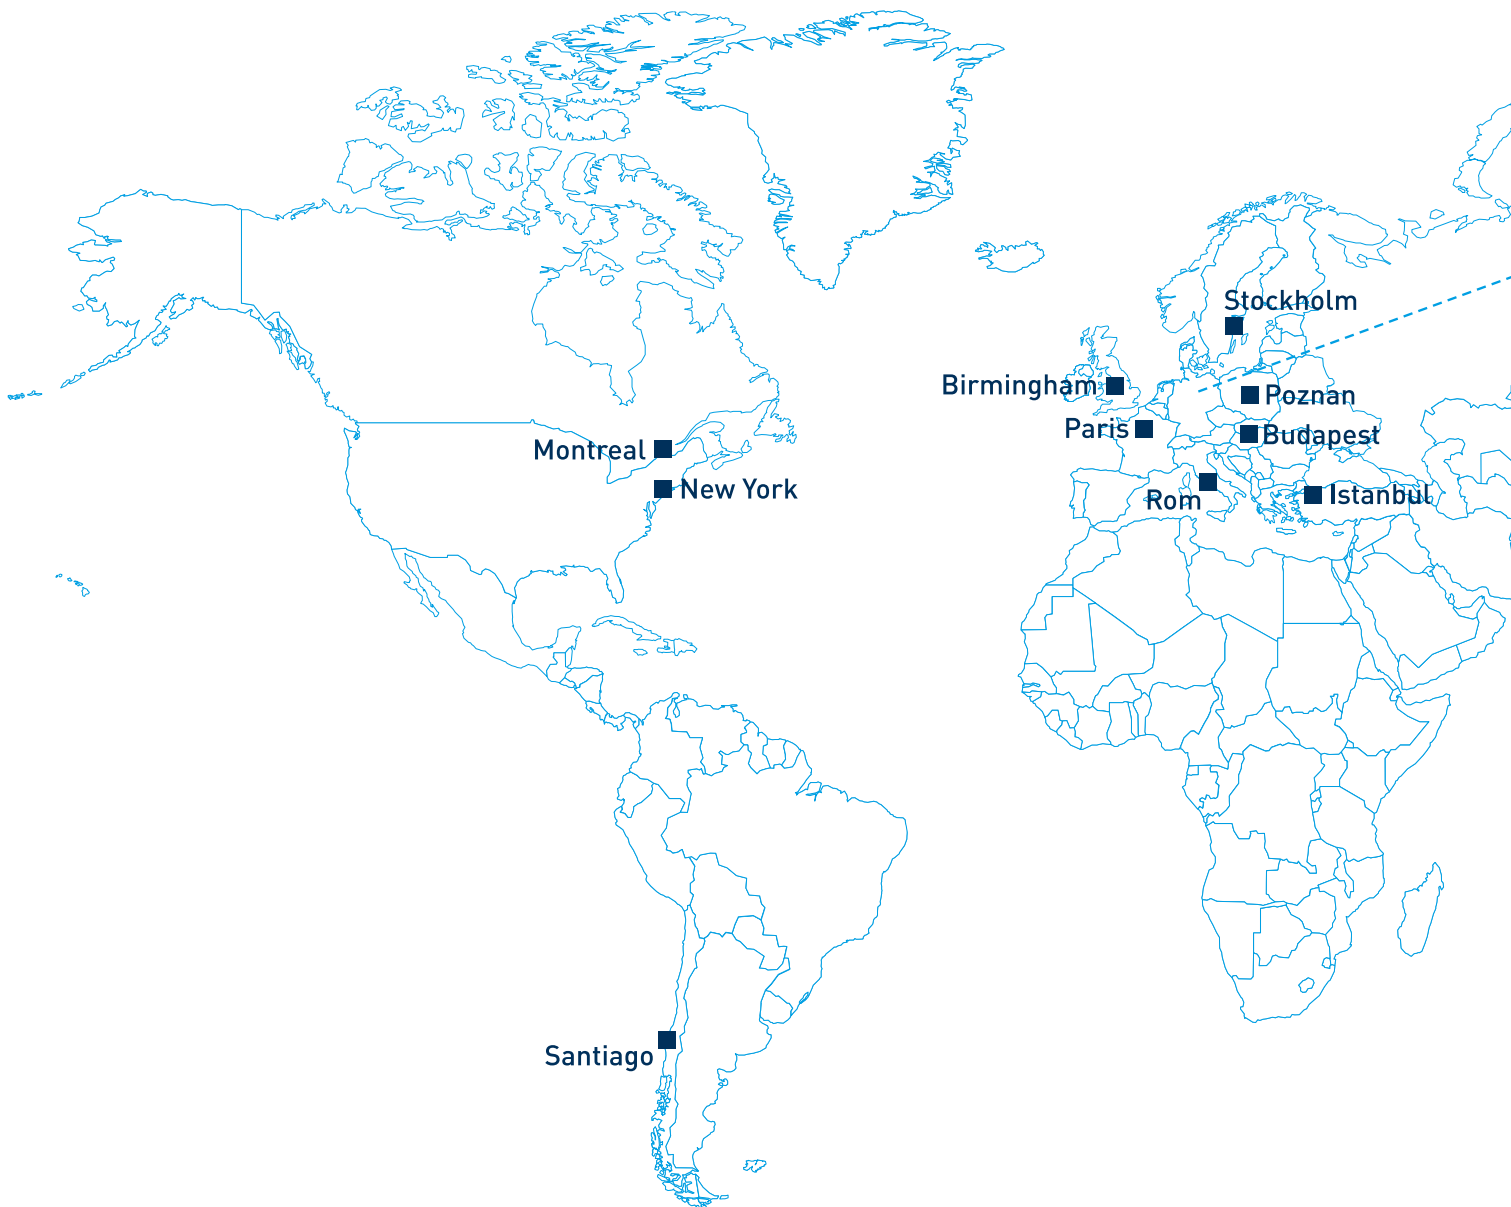 Stockholm
Birmingham
Poznan
Paris
Budapest
Montreal
New York
Rom
Istanbul
Santiago